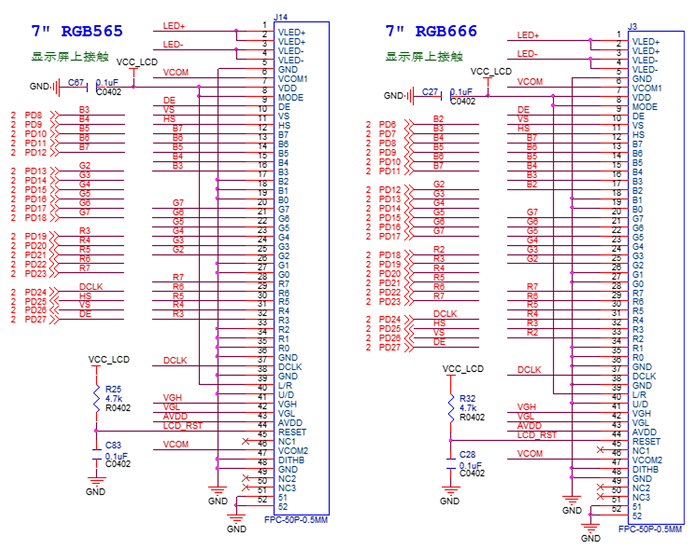 7" RGB565
显示屏上接触
J14
LED+
LED-
VCC_LCD
VCOM
GND
C67
0.1uF
C0402
DE
VS
HS
2 PD8 B3
2 PD9 B4
2 PD10 B5
2 PD11 B6
2 PD12 B7
2 PD13 G2
2 PD14 G3
2 PD15 G4
2 PD16 G5
2 PD17 G6
2 PD18 G7
2 PD19 R3
2 PD20 R4
2 PD21 R5
2 PD22 R6
2 PD23 R7
2 PD24 DCLK
2 PD25 HS
2 PD26 VS
2 PD27 DE
B7
B6
B5
B4
B3
G7
G6
G5
G4
G3
G2
R7
R6
R5
R4
R3
VCC_LCD
DCLK
R25
4.7k
R0402
VGH
VGL
AVDD
LCD_RST
C83
0.1uF
C0402
VCOM
GND
1 VLED+
2 VLED+
3 VLED-
4 VLED-
5 GND
6 VCOM1
7 VDD
8 MODE
9 DE
10 VS
11 HS
12 B7
13 B6
14 B5
15 B4
16 B3
17 B2
18 B1
19 B0
20 G7
21 G6
22 G5
23 G4
24 G3
25 G2
26 G1
27 G0
28 R7
29 R6
30 R5
31 R4
32 R3
33 R2
34 R1
35 R0
36 GND
37 DCLK
38 GND
39 L/R
40 U/D
41 VGH
42 VGL
43 AVDD
44 RESET
45 NC1
46 VCOM2
47 DITHB
48 GND
49 NC2
50 NC3
51 51
52 52
GND
GND
FPC-50P-0.5MM
7" RGB666
显示屏上接触
J3
LED+
LED-
VCC_LCD
VCOM
GND
C27
0.1uF
C0402
DE
VS
HS
2 PD6 B2
2 PD7 B3
2 PD8 B4
2 PD9 B5
2 PD10 B6
2 PD11 B7
2 PD12 G2
2 PD13 G3
2 PD14 G4
2 PD15 G5
2 PD16 G6
2 PD17 G7
2 PD18 R2
2 PD19 R3
2 PD20 R4
2 PD21 R5
2 PD22 R6
2 PD23 R7
2 PD24 DCLK
2 PD25 HS
2 PD26 VS
2 PD27 DE
B7
B6
B5
B4
B3
B2
G7
G6
G5
G4
G3
G2
R7
R6
R5
R4
R3
R2
VCC_LCD
DCLK
R32
4.7k
R0402
VGH
VGL
AVDD
LCD_RST
C28
0.1uF
C0402
VCOM
GND
1 VLED+
2 VLED+
3 VLED-
4 VLED-
5 GND
6 VCOM1
7 VDD
8 MODE
9 DE
10 VS
11 HS
12 B7
13 B6
14 B5
15 B4
16 B3
17 B2
18 B1
19 B0
20 G7
21 G6
22 G5
23 G4
24 G3
25 G2
26 G1
27 G0
28 R7
29 R6
30 R5
31 R4
32 R3
33 R2
34 R1
35 R0
36 GND
37 DCLK
38 GND
39 L/R
40 U/D
41 VGH
42 VGL
43 AVDD
44 RESET
45 NC1
46 VCOM2
47 DITHB
48 GND
49 NC2
50 NC3
51 51
52 52
GND
GND
FPC-50P-0.5MM